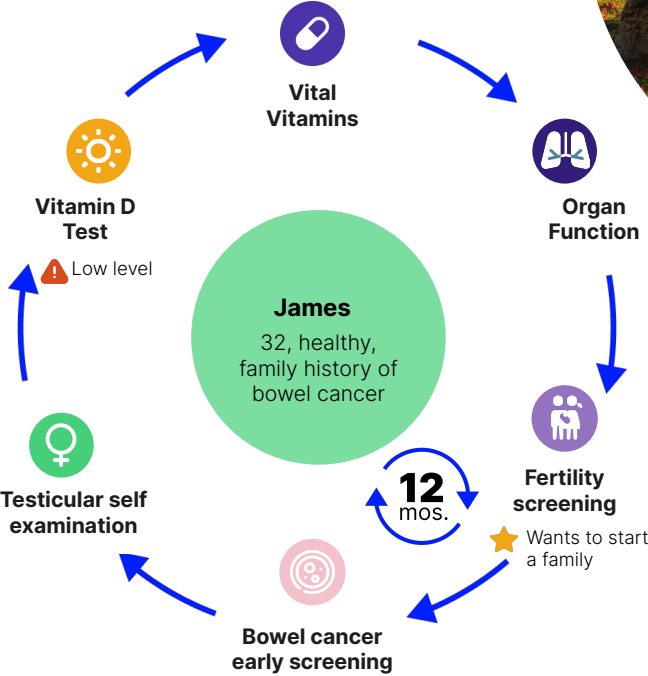 Vital
Vitamins
Organ
Function
Fertility
screening
Wants to start
a family
Bowel cancer
early screening
Testicular self
examination
Vitamin D
Test
Low level
James
32, healthy,
family history of
bowel cancer
12
mos.